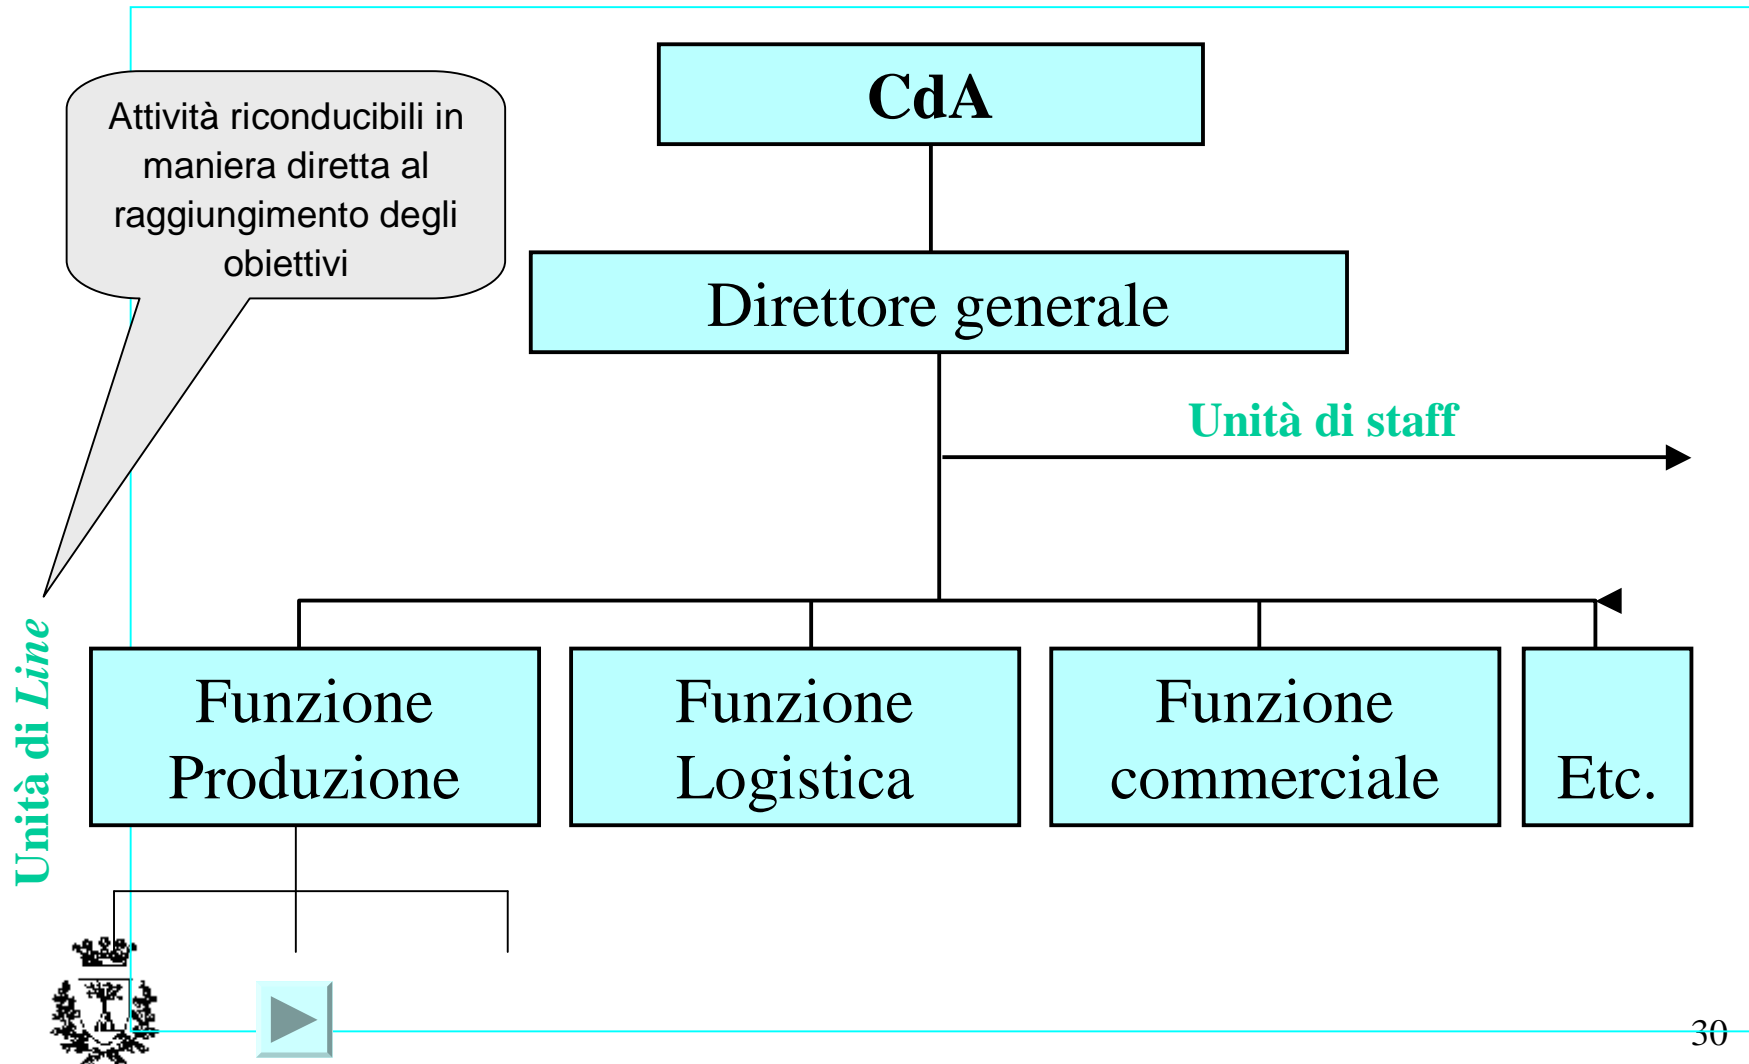 CdA
Attività riconducibili in
maniera diretta al
raggiungimento degli
obiettivi
Direttore generale
Unità di staff
Unità di Line
Funzione
Produzione
Funzione
Logistica
Funzione
commerciale
Etc.
30